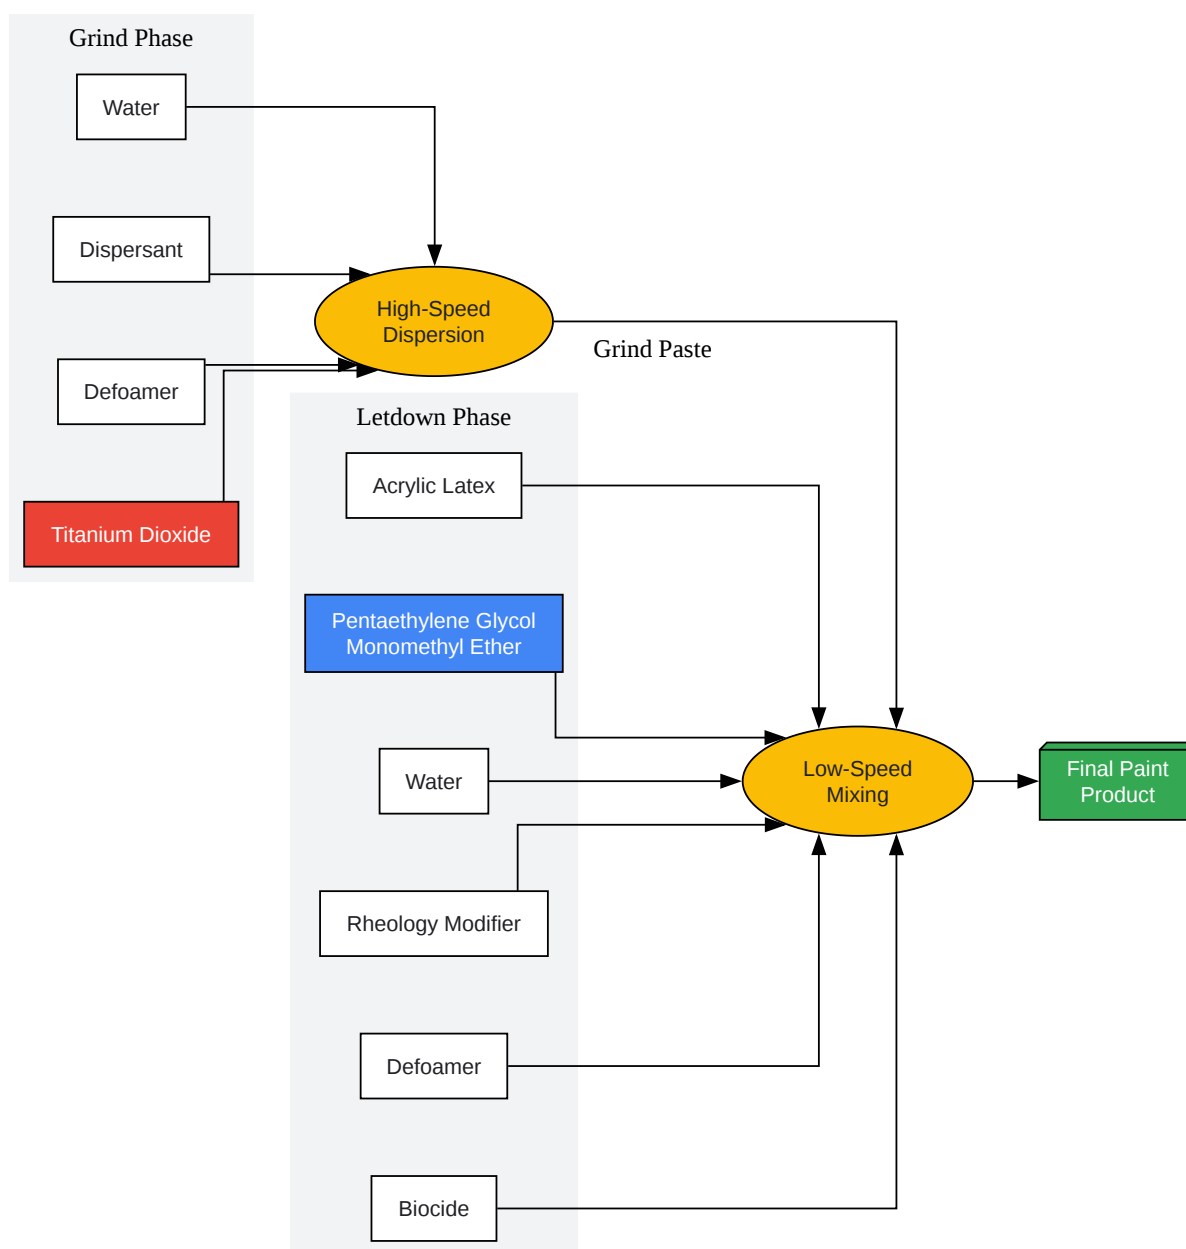 Grind Phase
Water
Dispersant
High-Speed
Dispersion
Grind Paste
Defoamer
Titanium Dioxide
Letdown Phase
Acrylic Latex
Pentaethylene Glycol
Monomethyl Ether
Water
Low-Speed
Mixing
Final Paint
Product
Rheology Modifier
Defoamer
Biocide